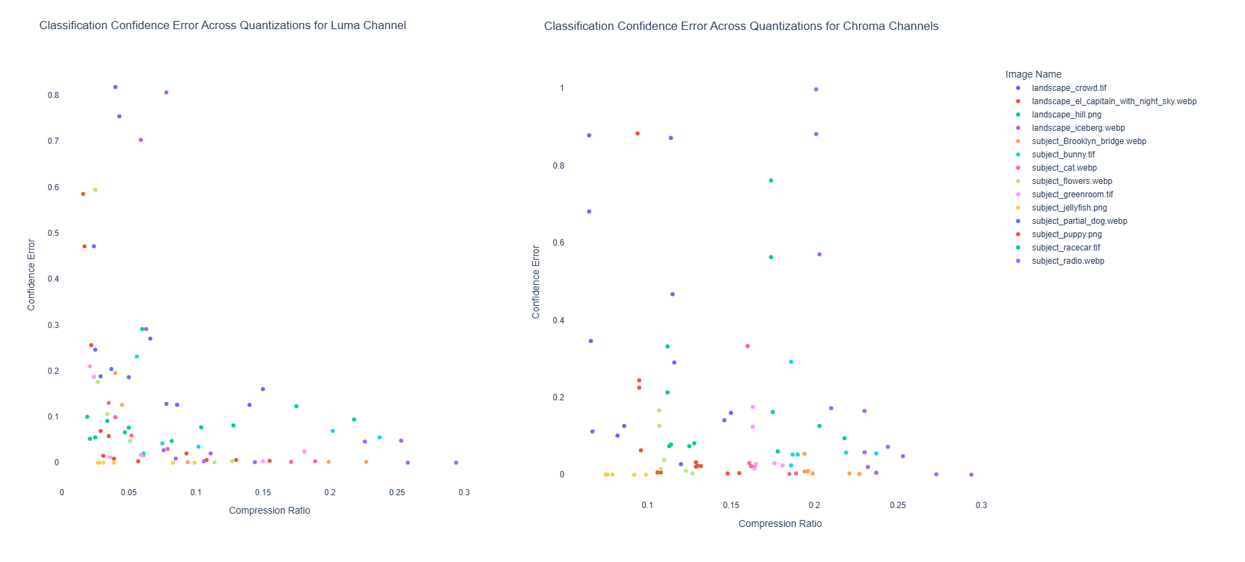 Classification Confidence Error Across Quantizations for Luma Channel
0.8
0.7
0.6
0.5
0.4
0.3
0.2
0.1
0
Confidence Error
0 0.05 0.1 0.15 0.2 0.25 0.3
Compression Ratio
Classification Confidence Error Across Quantizations for Chroma Channels
1
0.8
0.6
0.4
0.2
0
Confidence Error
0.1 0.15 0.2 0.25 0.3
Compression Ratio
Image Name
landscape_crowd.tif
landscape_el_capitain_with_night_sky.webp
landscape_hill.png
landscape_iceberg.webp
subject_Brooklyn_bridge.webp
subject_bunny.tif
subject_cat.webp
subject_flowers.webp
subject_greenroom.tif
subject_jellyfish.png
subject_partial_dog.webp
subject_puppy.png
subject_racecar.tif
subject_radio.webp